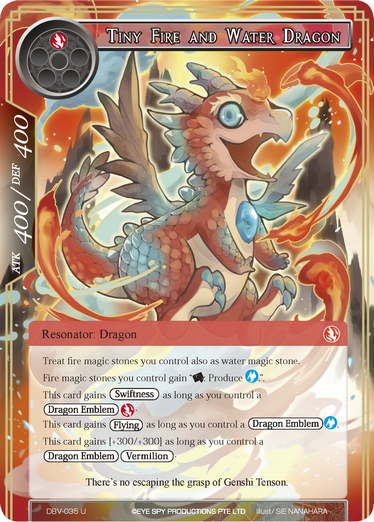 Tiny Fire and Water Dragon
ATK 400/DEF 400
Resonator: Dragon
Treat fire magic stones you control also as water magic stone.
Fire magic stones you control gain “ : Produce .”.
This card gains Swiftness as long as you control a
Dragon Emblem .
This card gains Flying as long as you control a Dragon Emblem .
This card gains [+300/+300] as long as you control a
Dragon Emblem Vermilion .
There's no escaping the grasp of Genshi Tenson.
DBV-035 U ©EYE SPY PRODUCTIONS PTE LTD Illust/ SIE NANAHARA